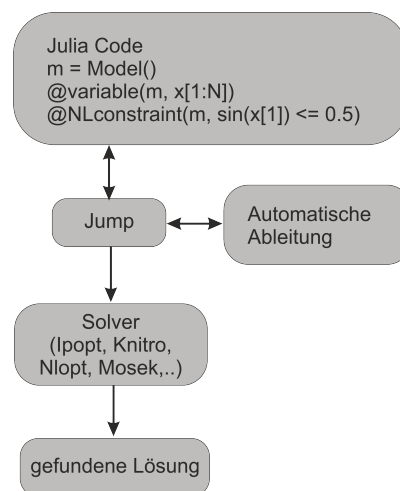 Julia Code
m = Model()
@variable(m, x[1:N])
@NLconstraint(m, sin(x[1]) <= 0.5)
Jump
Automatische
Ableitung
Solver
(Ipopt, Knitro,
Nlopt, Mosek,..)
gefundene Lösung